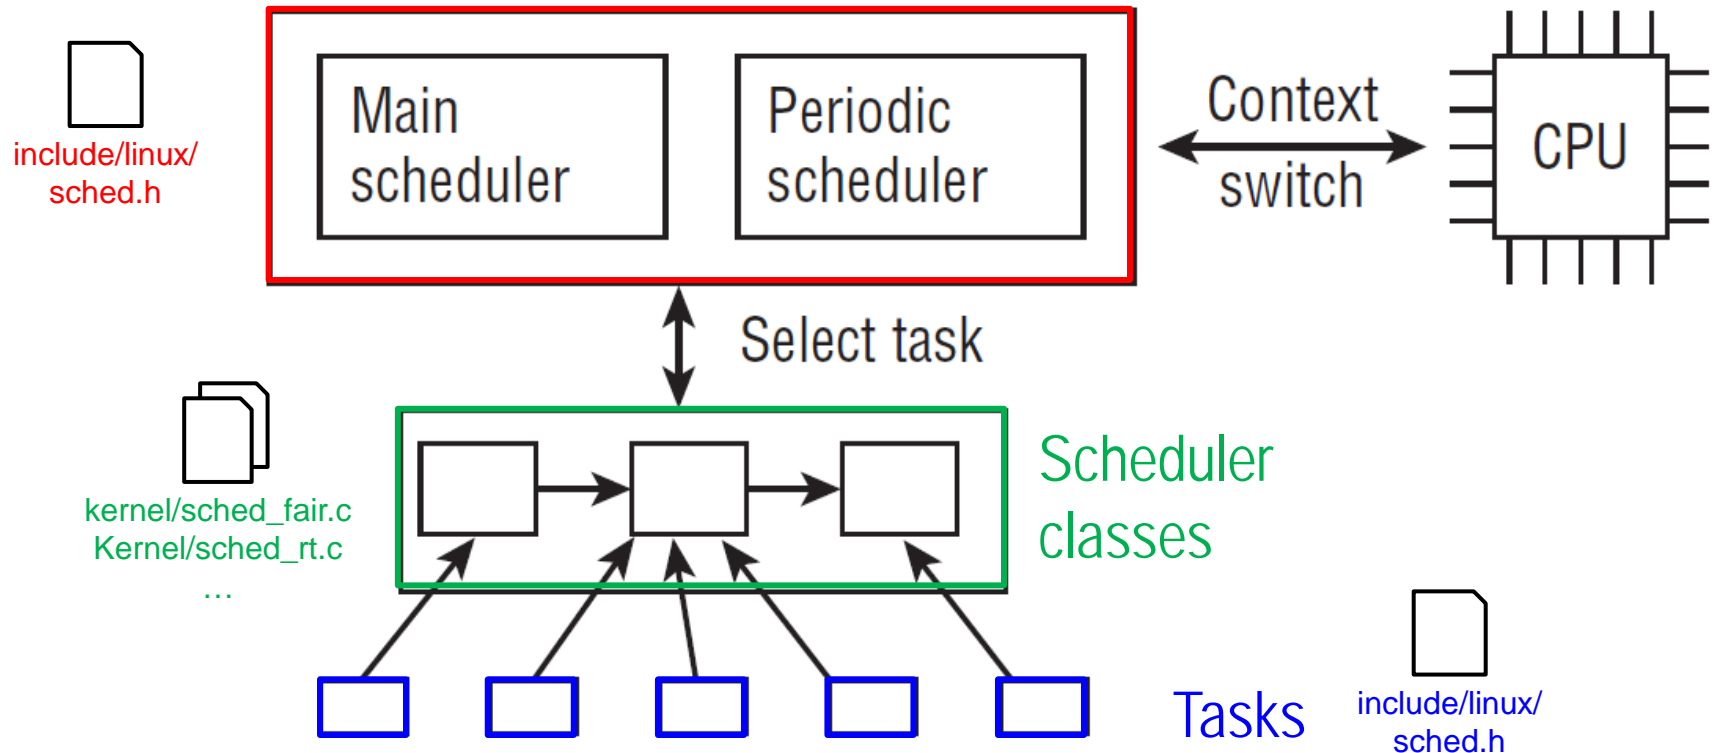 include/linux/
sched.h
Main
scheduler
Periodic
scheduler
Context
switch
CPU
Select task
kernel/sched_fair.c
Kernel/sched_rt.c
…
Scheduler
classes
Tasks
include/linux/
sched.h